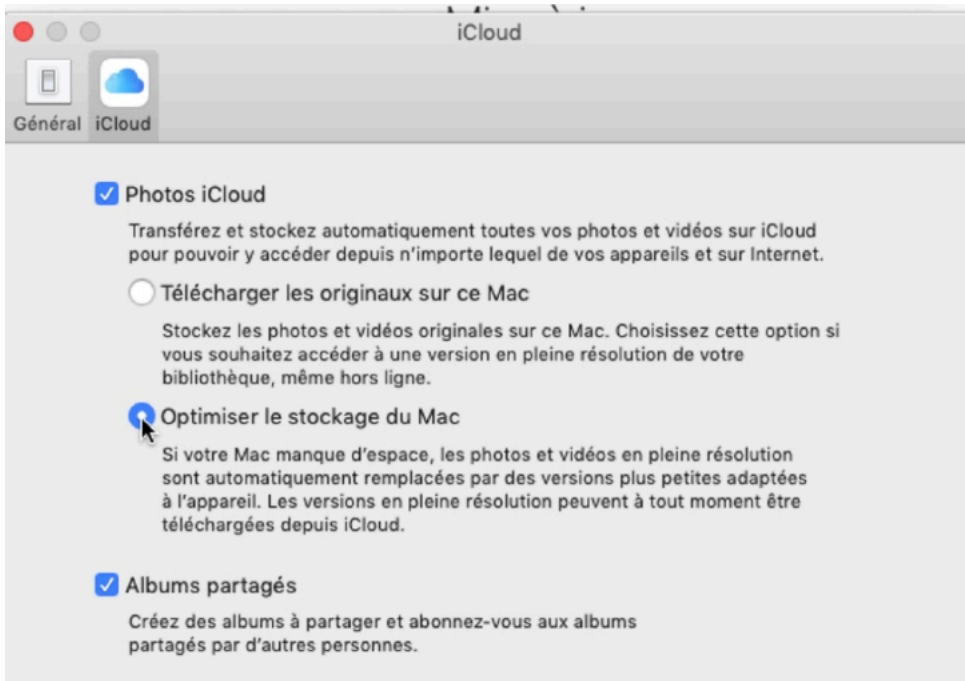 iCloud
Général iCloud
Photos iCloud
Transférez et stockez automatiquement toutes vos photos et vidéos sur iCloud
pour pouvoir y accéder depuis n'importe lequel de vos appareils et sur Internet.
Télécharger les originaux sur ce Mac
Stockez les photos et vidéos originales sur ce Mac. Choisissez cette option si
vous souhaitez accéder à une version en pleine résolution de votre
bibliothèque, même hors ligne.
Optimiser le stockage du Mac
Si votre Mac manque d'espace, les photos et vidéos en pleine résolution
sont automatiquement remplacées par des versions plus petites adaptées
à l'appareil. Les versions en pleine résolution peuvent à tout moment être
téléchargées depuis iCloud.
Albums partagés
Créez des albums à partager et abonnez-vous aux albums
partagés par d'autres personnes.